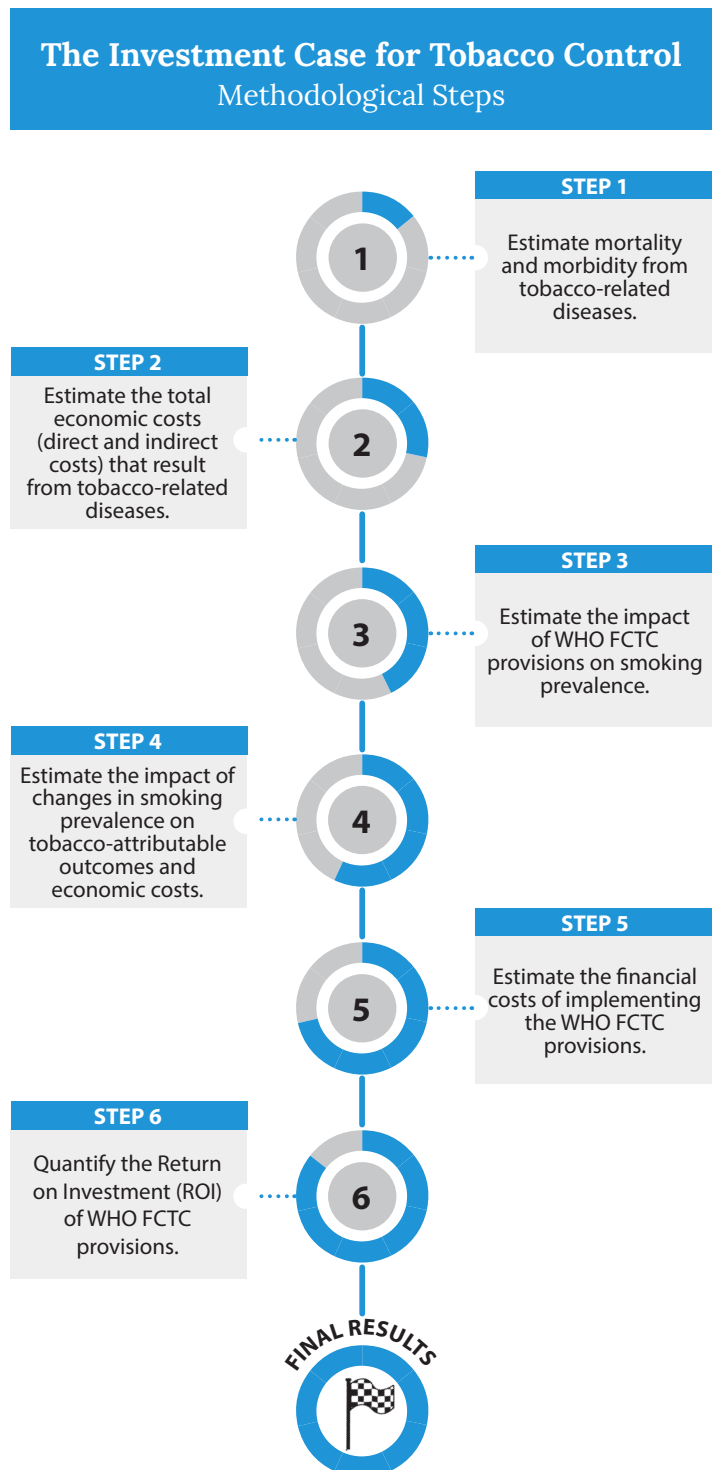 The Investment Case for Tobacco Control
Methodological Steps
1
STEP 1
Estimate mortality
and morbidity from
tobacco-related
diseases.
STEP 2
Estimate the total
economic costs
(direct and indirect
costs) that result
from tobacco-related
diseases.
2
3
STEP 3
Estimate the impact
of WHO FCTC
provisions on smoking
prevalence.
STEP 4
Estimate the impact of
changes in smoking
prevalence on
tobacco-attributable
outcomes and
economic costs.
4
5
STEP 5
Estimate the financial
costs of implementing
the WHO FCTC
provisions.
STEP 6
Quantify the Return
on Investment (ROI)
of WHO FCTC
provisions.
6
FINAL RESULTS